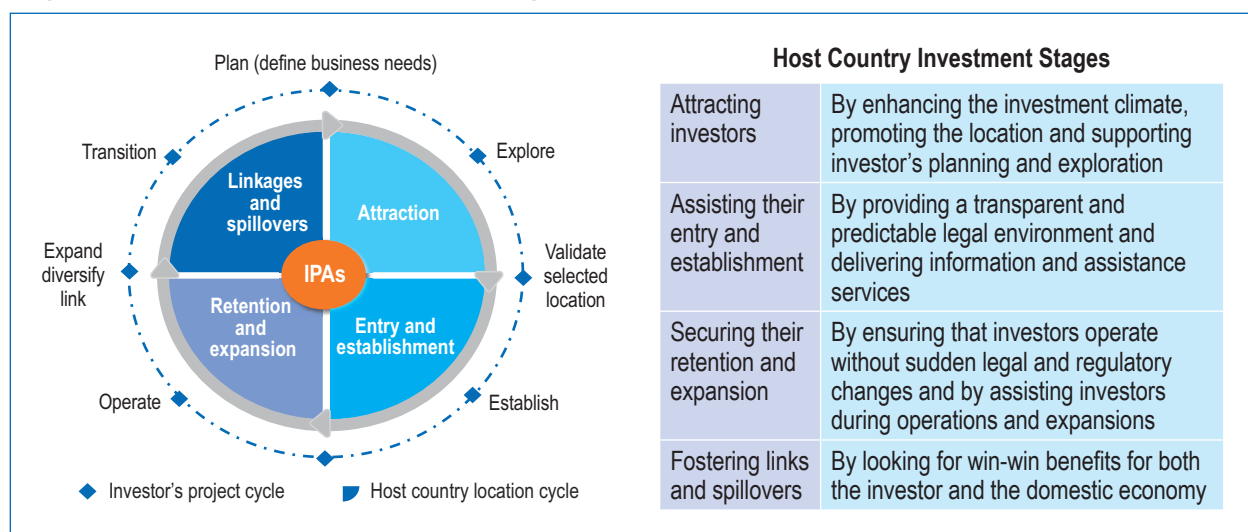 Plan (define business needs)
Transition
Explore
Linkages
and
spillovers
Attraction
Expand
diversify
link
IPAs
Validate
selected
location
Retention
and
expansion
Entry and
establishment
Operate
Establish
Investor's project cycle
Host country location cycle
Host Country Investment Stages
Attracting
investors
By enhancing the investment climate,
promoting the location and supporting
investor's planning and exploration
Assisting their
entry and
establishment
By providing a transparent and
predictable legal environment and
delivering information and assistance
services
Securing their
retention and
expansion
By ensuring that investors operate
without sudden legal and regulatory
changes and by assisting investors
during operations and expansions
Fostering links
and spillovers
By looking for win-win benefits for both
the investor and the domestic economy